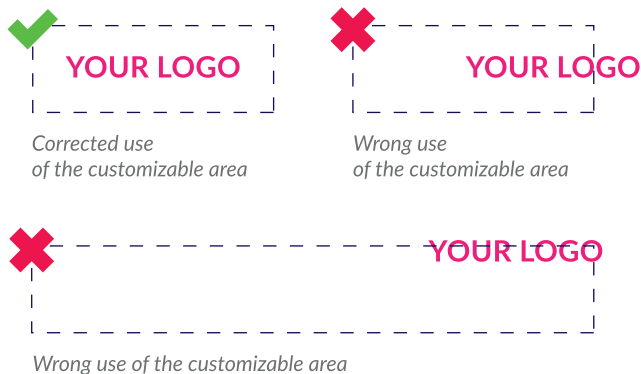 YOUR LOGO
Corrected use
of the customizable area
YOUR LOGO
Wrong use
of the customizable area
YOUR LOGO
Wrong use of the customizable area